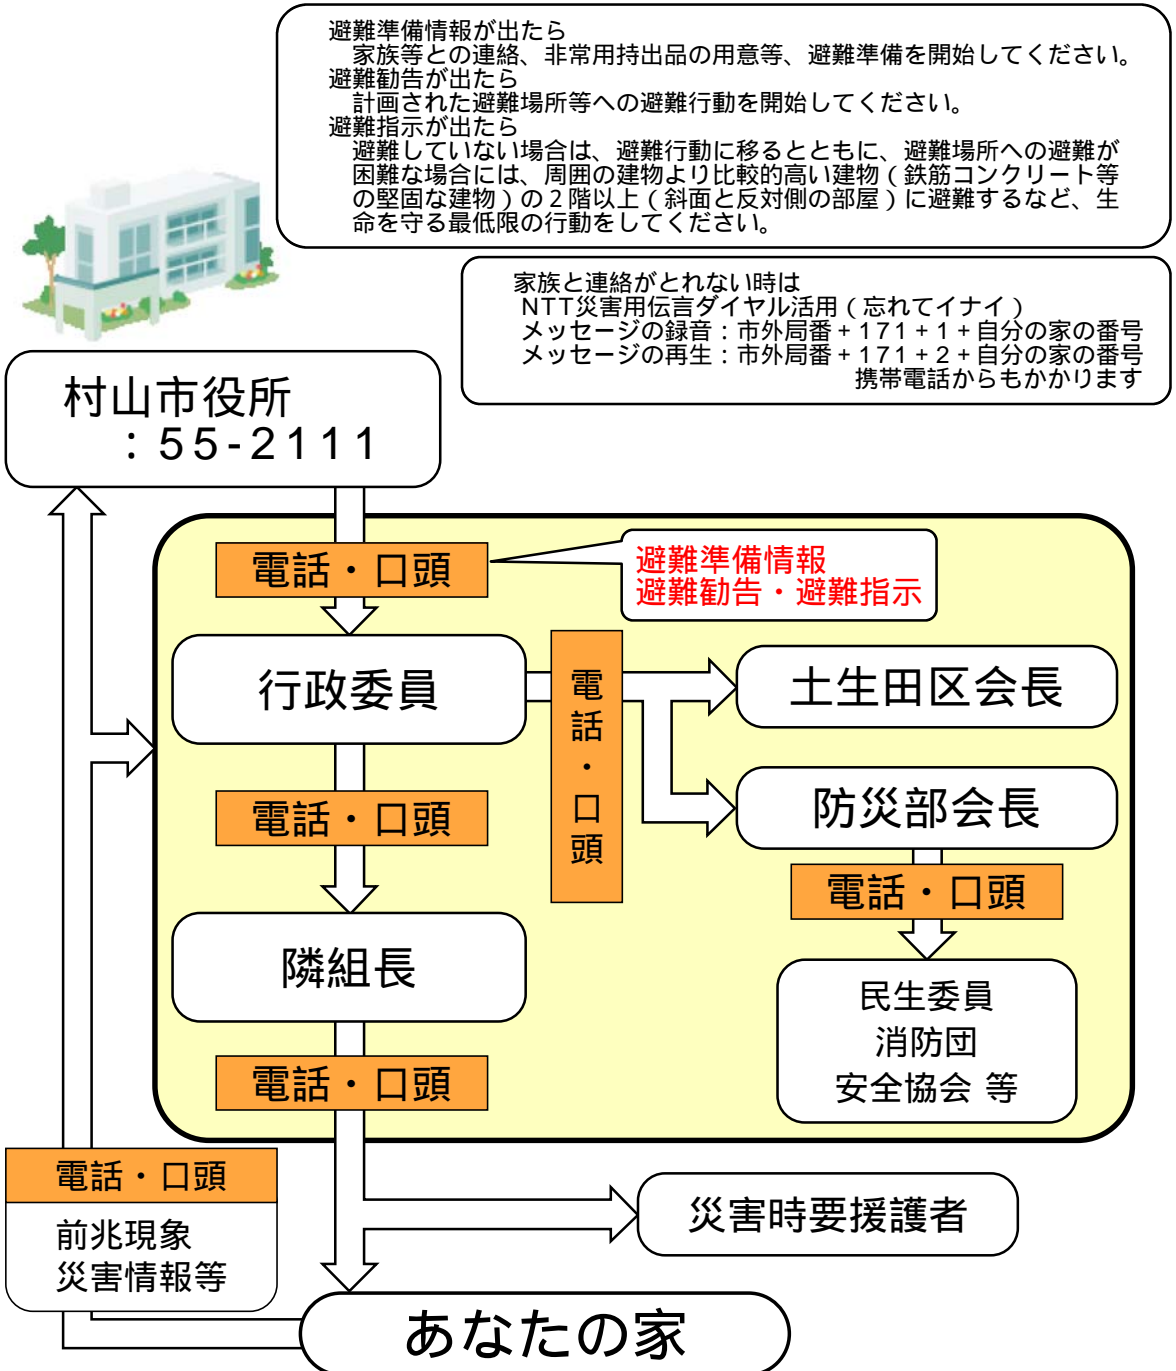 避難準備情報が出たら
家族等との連絡、非常用持出品の用意等、避難準備を開始してください。
避難勧告が出たら
計画された避難場所等への避難行動を開始してください。
避難指示が出たら
避難していない場合は、避難行動に移るとともに、避難場所への避難が
困難な場合には、周囲の建物より比較的高い建物（鉄筋コンクリート等
の堅固な建物）の２階以上（斜面と反対側の部屋）に避難するなど、生
命を守る最低限の行動をしてください。
家族と連絡がとれない時は
NTT災害用伝言ダイヤル活用（忘れてイナイ）
メッセージの録音：市外局番+171+1+自分の家の番号
メッセージの再生：市外局番+171+2+自分の家の番号
携帯電話からもかかります
村山市役所
：55-2111
電話・口頭
避難準備情報
避難勧告・避難指示
行政委員
電話・口頭
土生田区会長
防災部会長
電話・口頭
電話・口頭
隣組長
民生委員
消防団
安全協会 等
電話・口頭
電話・口頭
前兆現象
災害情報等
災害時要援護者
あなたの家